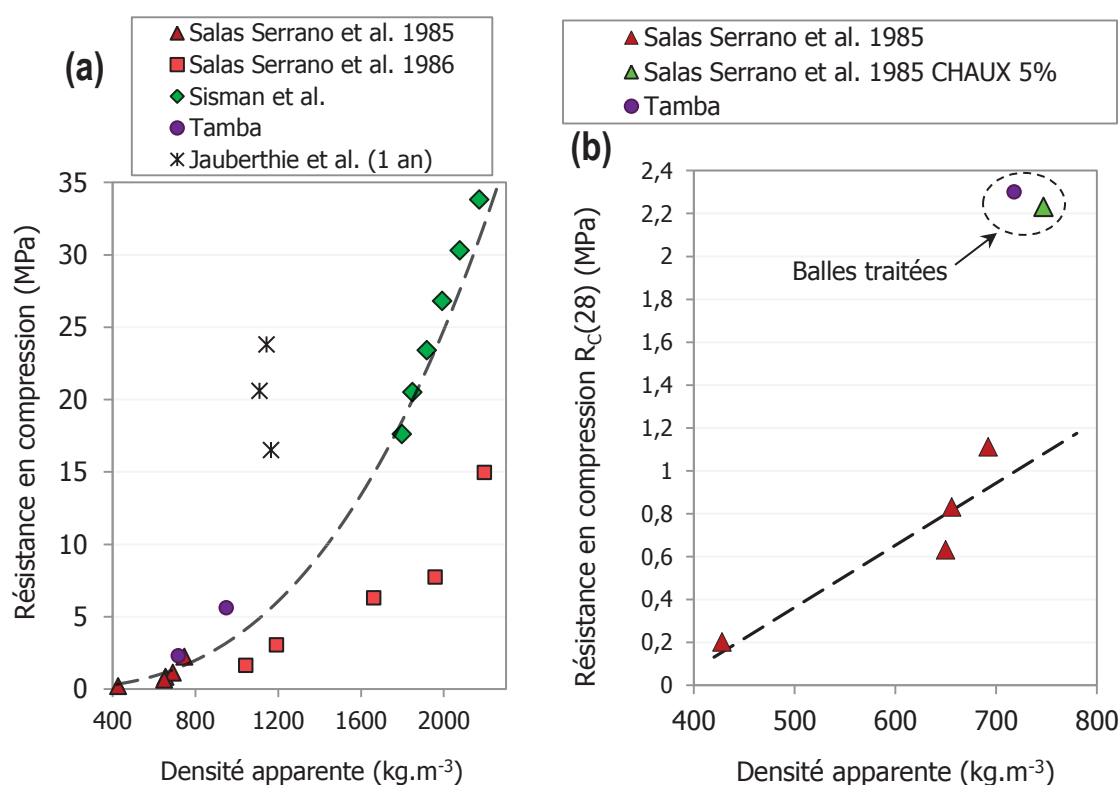 (a)
Salas Serrano et al. 1985
Salas Serrano et al. 1986
Sisman et al.
Tamba
Jauberthie et al. (1 an)
Résistance en compression (MPa)
35
30
25
20
15
10
5
0
400 800 1200 1600 2000
Densité apparente (kg.m-3)
Salas Serrano et al. 1985
Salas Serrano et al. 1985 CHAUX 5%
Tamba
(b)
Résistance en compression RC(28) (MPa)
2,4
2,2
2
1,8
1,6
1,4
1,2
1
0,8
0,6
0,4
0,2
0
Balles traitées
400 500 600 700 800
Densité apparente (kg.m-3)